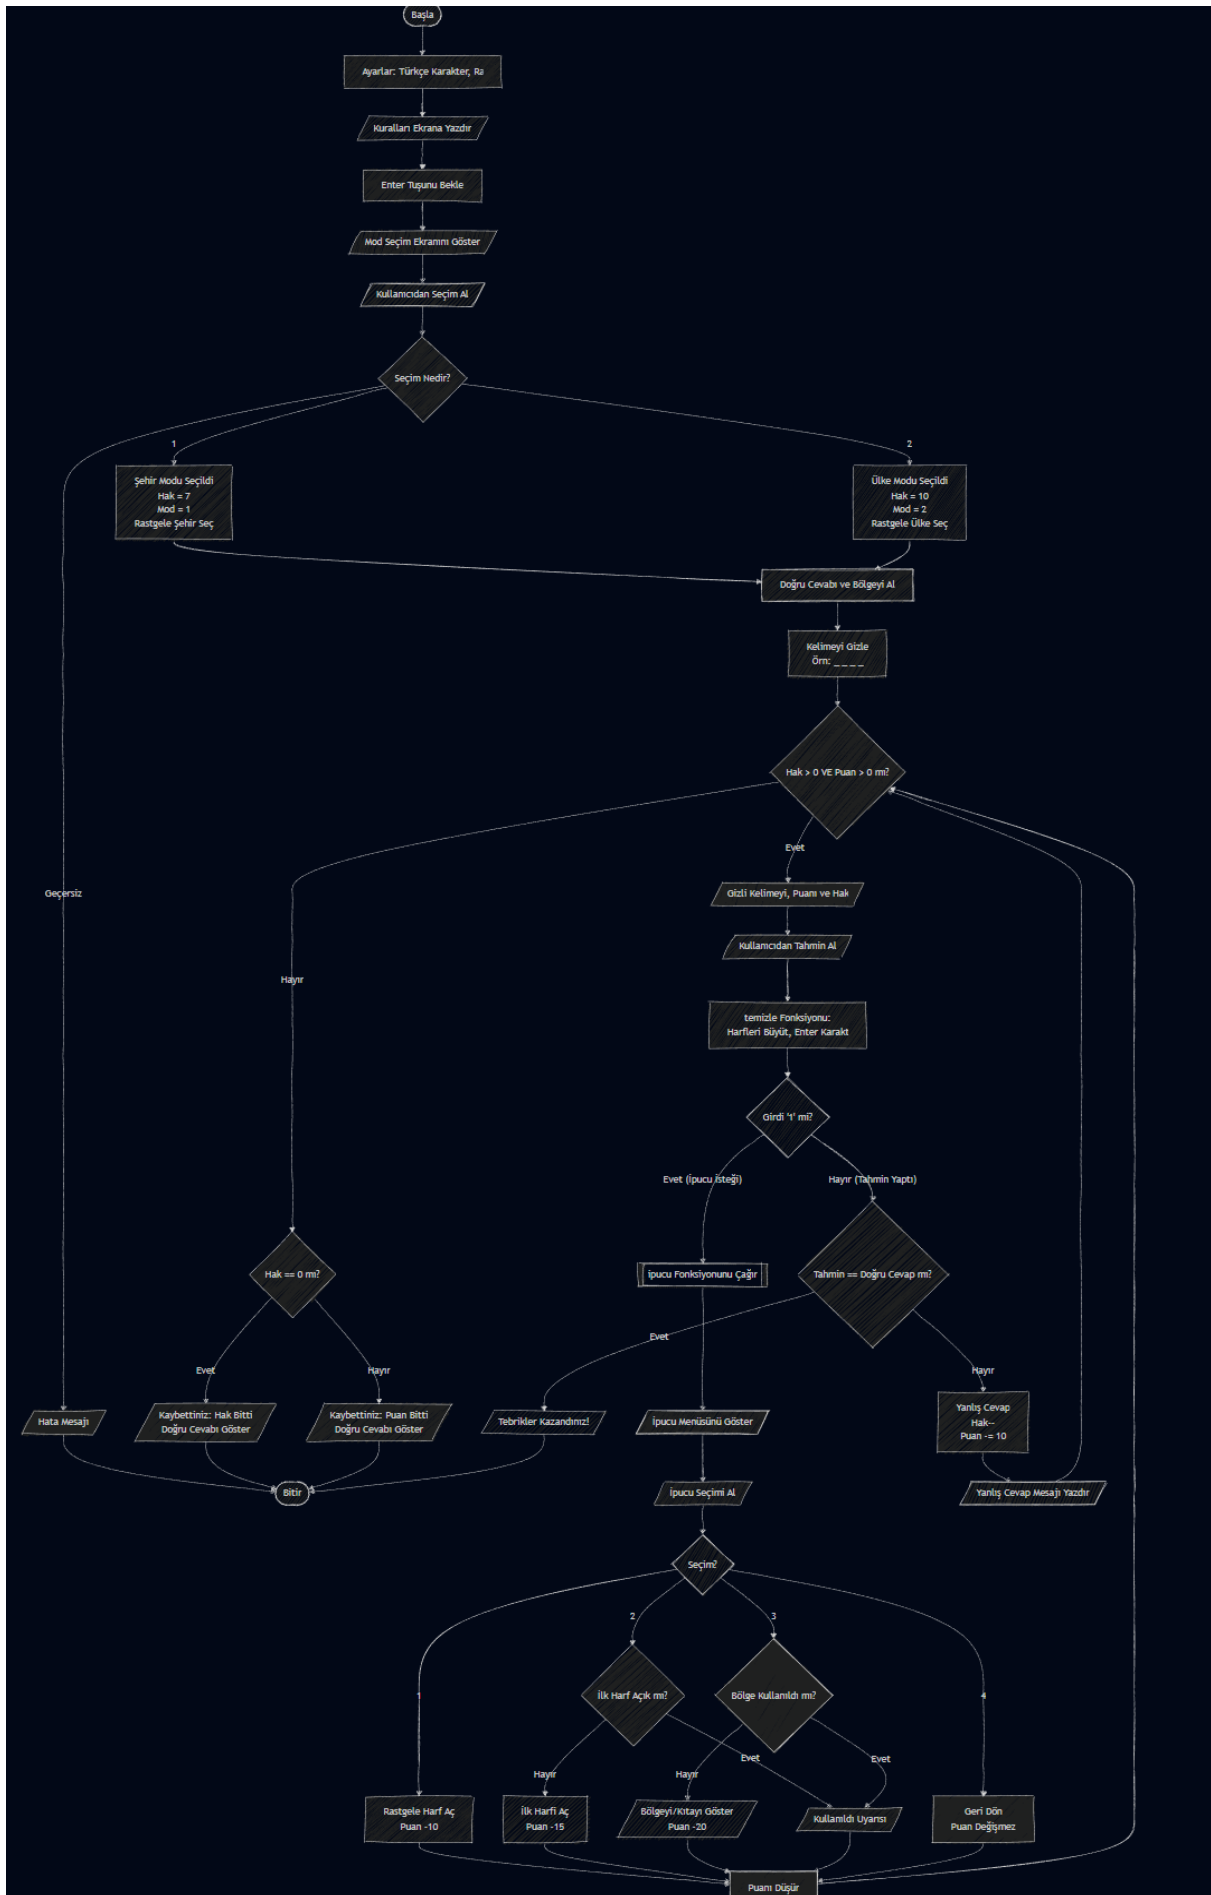 Başla
Ayarlar: Türkçe Karakter, Ra
Kuralları Ekrana Yazdır
Enter Tuşunu Bekle
Mod Seçim Ekranını Göster
Kullanıcıdan Seçim Al
Seçim Nedir?
1
2
Şehir Modu Seçildi
Hak = 7
Mod = 1
Rastgele Şehir Seç
Ülke Modu Seçildi
Hak = 10
Mod = 2
Rastgele Ülke Seç
Doğru Cevabı ve Bölgeyi Al
Kelimeyi Gizle
Örn: _ _ _ _
Hak > 0 VE Puan > 0 mı?
Evet
Geçersiz
Gizli Kelimeyi, Puanı ve Hak
Kullanıcıdan Tahmin Al
Hayır
temizle Fonksiyonu:
Harfleri Büyüt, Enter Karakt
Girdi '1' mi?
Evet (İpucu İsteği)
Hayır (Tahmin Yaptı)
Hak == 0 mı?
ipucu Fonksiyonunu Çağır
Tahmin == Doğru Cevap mı?
Evet
Evet
Hayır
Hayır
Hata Mesajı
Kaybettiniz: Hak Bitti
Doğru Cevabı Göster
Kaybettiniz: Puan Bitti
Doğru Cevabı Göster
Tebrikler Kazandınız!
İpucu Menüsünü Göster
Yanlış Cevap
Hak--
Puan -= 10
Bitir
İpucu Seçimi Al
Yanlış Cevap Mesajı Yazdır
Seçim?
2
3
1
İlk Harf Açık mı?
Bölge Kullanıldı mı?
4
Hayır
Evet
Hayır
Evet
Rastgele Harf Aç
Puan -10
İlk Harfi Aç
Puan -15
Bölgeyi/Kıtayı Göster
Puan -20
Kullanıldı Uyarısı
Geri Dön
Puan Değişmez
Puanı Düşür